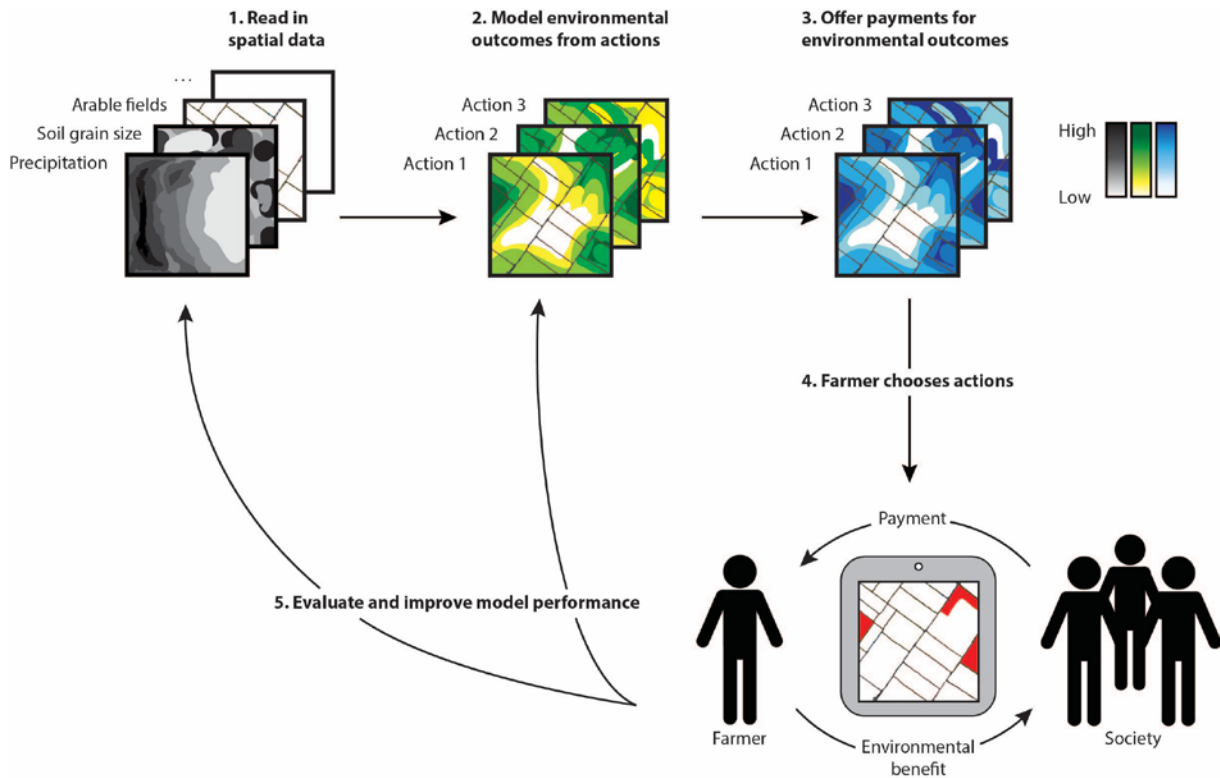 1. Read in
spatial data
2. Model environmental
outcomes from actions
3. Offer payments for
environmental outcomes
...
Arable fields
Soil grain size
Precipitation
Action 3
Action 2
Action 1
Action 3
Action 2
Action 1
High
Low
4. Farmer chooses actions
Payment
5. Evaluate and improve model performance
Farmer
Environmental
benefit
Society